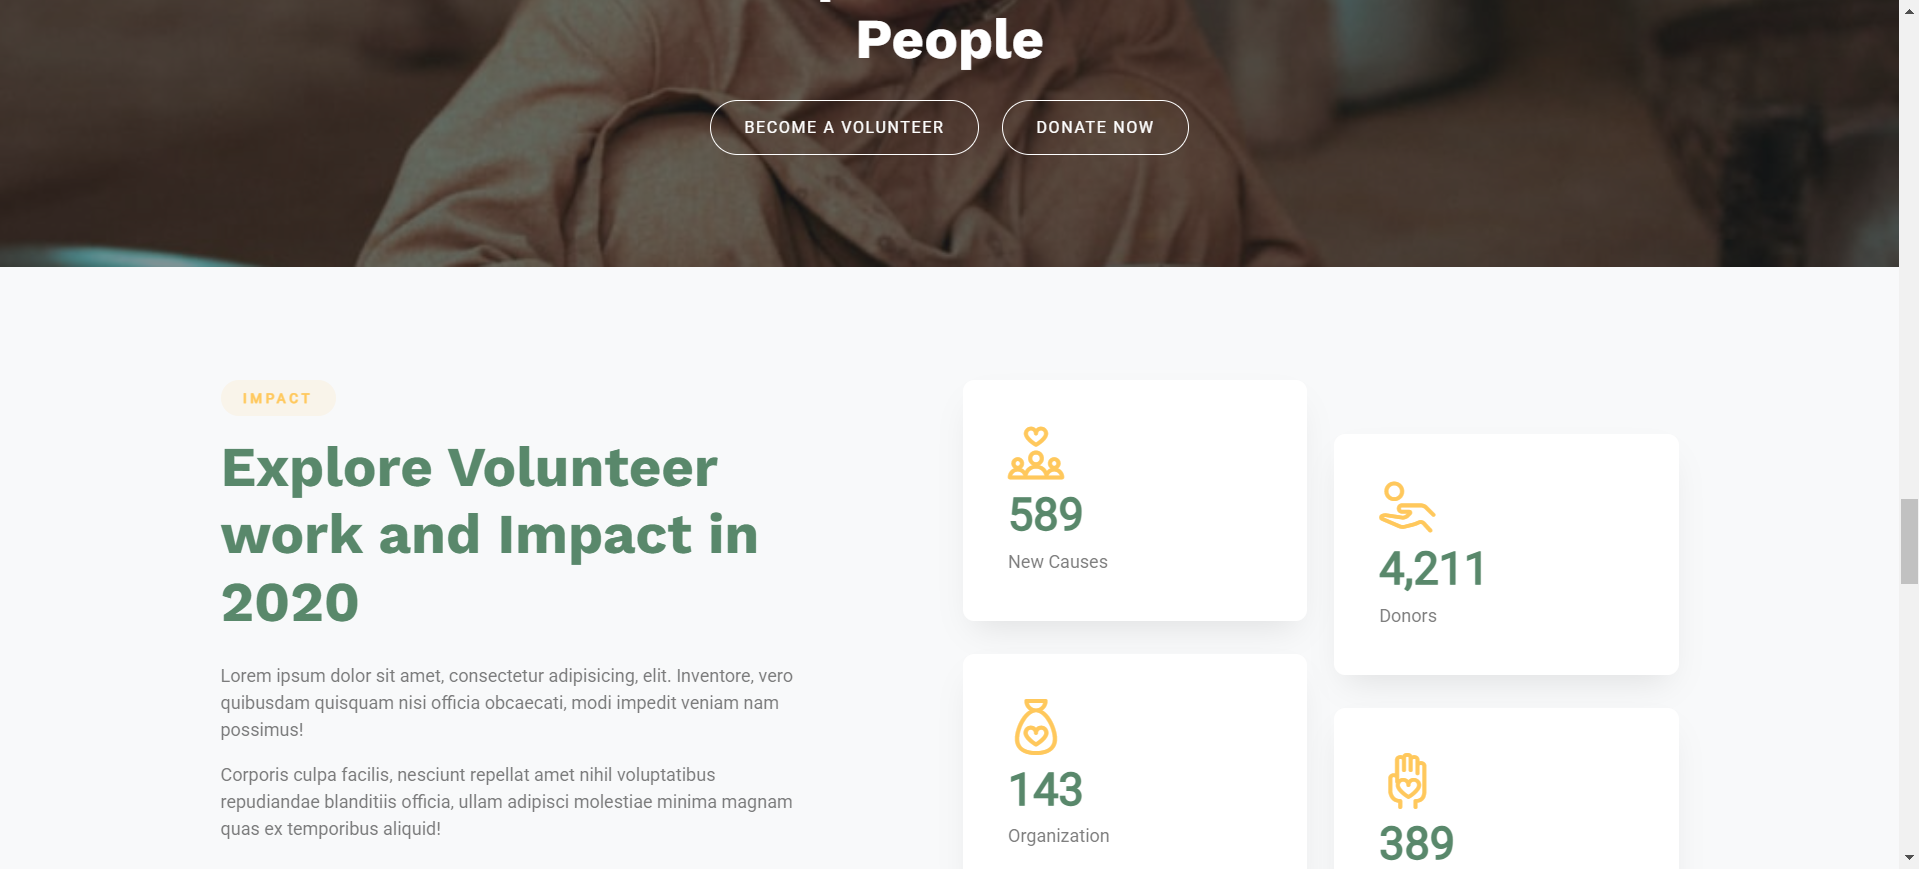 People
BECOME A VOLUNTEER
DONATE NOW
IMPACT
Explore Volunteer
work and Impact in
2020
Lorem ipsum dolor sit amet, consectetur adipisicing, elit. Inventore, vero
quibusdam quisquam nisi officia obcaecati, modi impedit veniam nam
possimus!
Corporis culpa facilis, nesciunt repellat amet nihil voluptatibus
repudiandae blanditiis officia, ullam adipisci molestiae minima magnam
quas ex temporibus aliquid!
589
New Causes
4,211
Donors
143
Organization
389